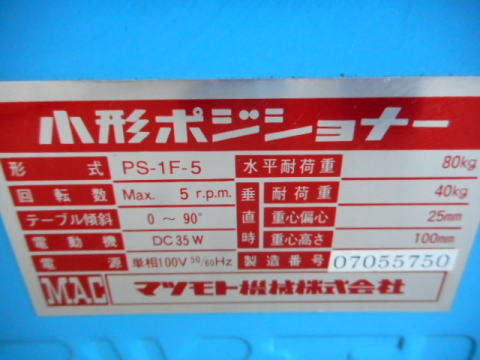 小形ポジショナー
形式 PS-1F-5 水平耐荷重 80kg
回転数 Max. 5 r.p.m. 垂直時 耐荷重 40kg
テーブル傾斜 0～90° 重心偏心 25mm
電動機 DC35W 重心高さ 100mm
電源 単相100V 50/60Hz 製造番号 07055750
MAC マツモト機械株式会社